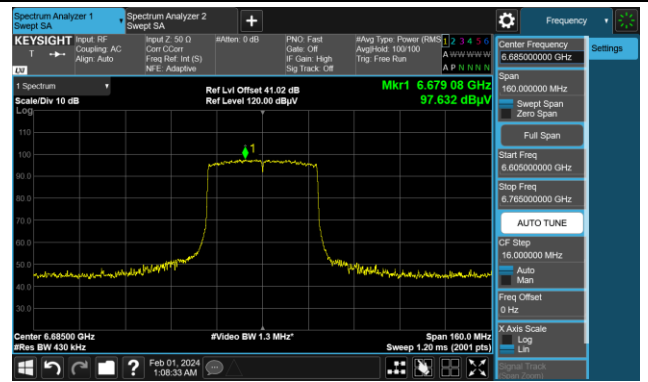 Spectrum Analyzer 1
Swept SA
Spectrum Analyzer 2
Swept SA
Frequency
KEYSIGHT
Input: RF
Coupling: AC
Align: Auto
Input Z: 50 Ω
Corr CCorr
Freq Ref: Int (S)
NFE: Adaptive
#Atten: 0 dB
PNO: Fast
Gate: Off
IF Gain: High
Sig Track: Off
#Avg Type: Power (RMS
Avg|Hold: 100/100
Trig: Free Run
1 2 3 4 5 6
A W W W W W
A P N N N N
LXI
T
1 Spectrum
Scale/Div 10 dB
Ref Lvl Offset 41.02 dB
Ref Level 120.00 dBµV
Mkr1 6.679 08 GHz
97.632 dBµV
Log
110
100
90.0
80.0
70.0
60.0
50.0
40.0
30.0
1
Center 6.68500 GHz
#Res BW 430 kHz
#Video BW 1.3 MHz*
Span 160.0 MHz
Sweep 1.20 ms (2001 pts)
Feb 01, 2024
1:08:33 AM
Center Frequency
6.685000000 GHz
Settings
Span
160.000000 MHz
Swept Span
Zero Span
Full Span
Start Freq
6.605000000 GHz
Stop Freq
6.765000000 GHz
AUTO TUNE
CF Step
16.000000 MHz
Auto
Man
Freq Offset
0 Hz
X Axis Scale
Log
Lin
Signal Track
(Span Zoom)